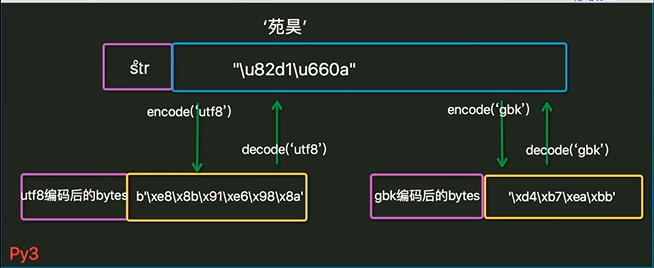 ‘苑昊’
str
"\u82d1\u660a"
encode(‘utf8’)
encode(‘gbk’)
decode(‘utf8’)
decode(‘gbk’)
utf8编码后的bytes
b'\xe8\x8b\x91\xe6\x98\x8a'
gbk编码后的bytes
'\xd4\xb7\xea\xbb'
Py3